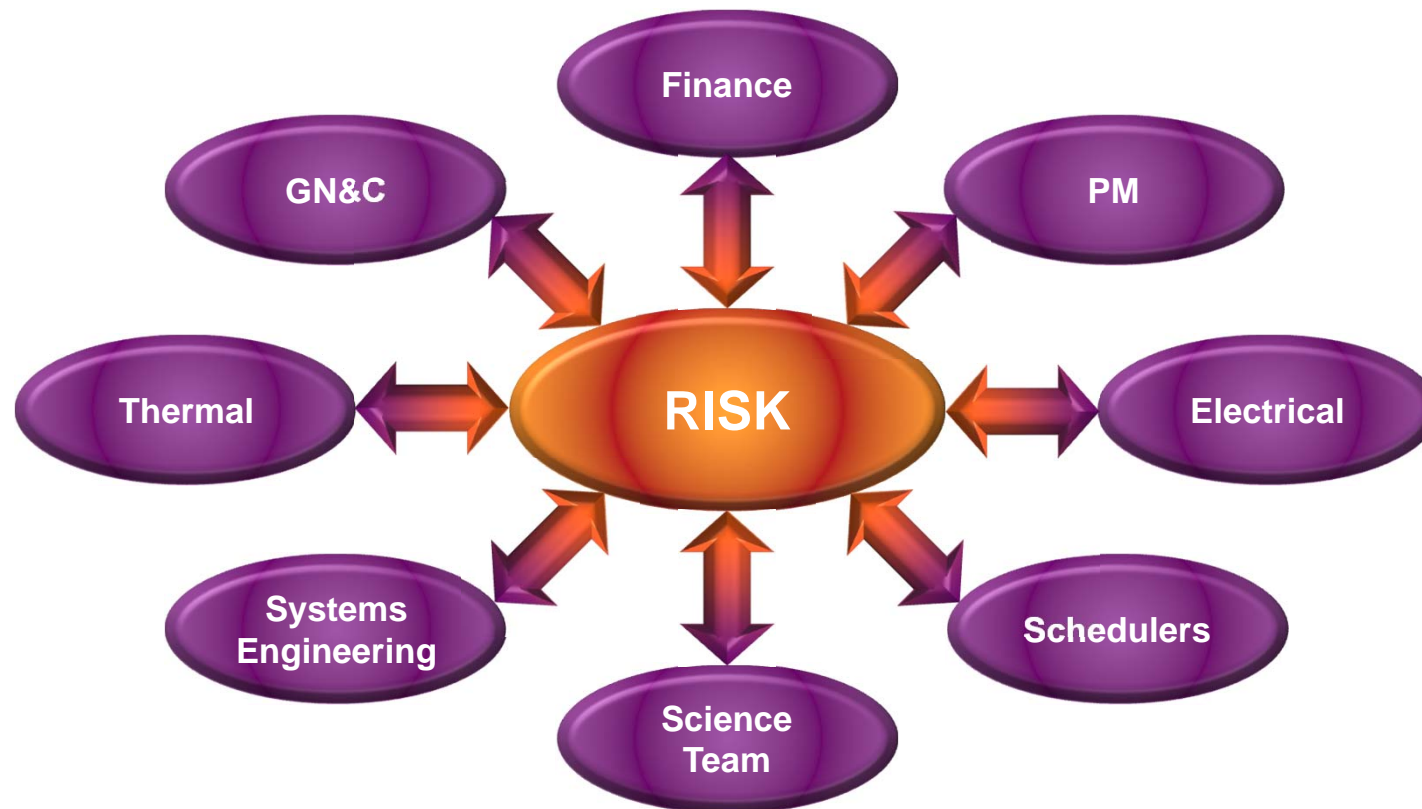 Finance
GN&C
PM
Thermal
RISK
Electrical
Systems
Engineering
Schedulers
Science
Team